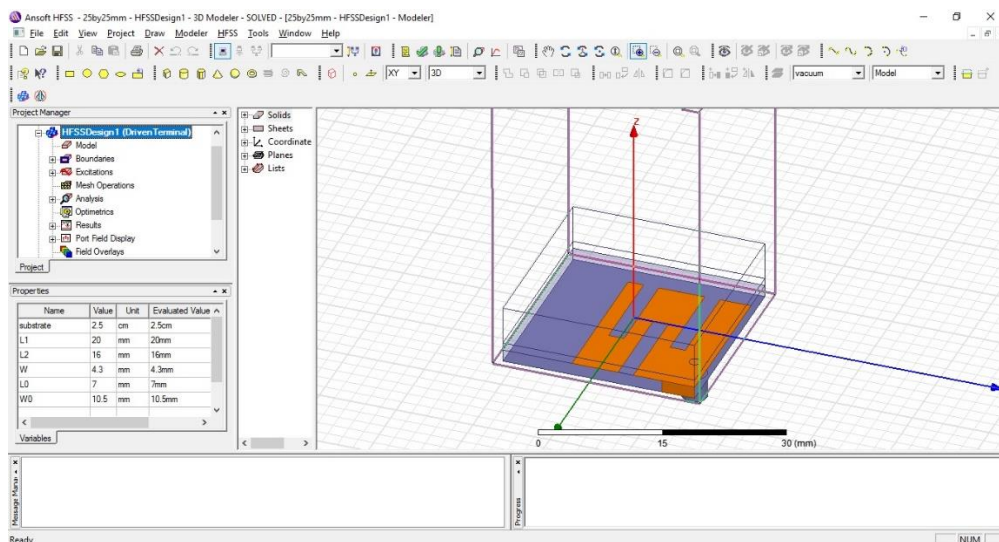 Ansoft HFSS - 25by25mm - HFSSDesign1 - 3D Modeler - SOLVED - [25by25mm - HFSSDesign1 - Modeler]
File Edit View Project Draw Modeler HFSS Tools Window Help
XY 3D vacuum Model
Project Manager
HFSSDesign1 (DrivenTerminal)
Model
Boundaries
Excitations
Mesh Operations
Analysis
Optimetrics
Results
Port Field Display
Field Overlays
Project
Solids
Sheets
Coordinate
Planes
Lists
Properties
Name Value Unit Evaluated Value
substrate 2.5 cm 2.5cm
L1 20 mm 20mm
L2 16 mm 16mm
W 4.3 mm 4.3mm
L0 7 mm 7mm
W0 10.5 mm 10.5mm
Variables
Z
0 15 30 (mm)
Message Mana
Progress
Ready
NUM